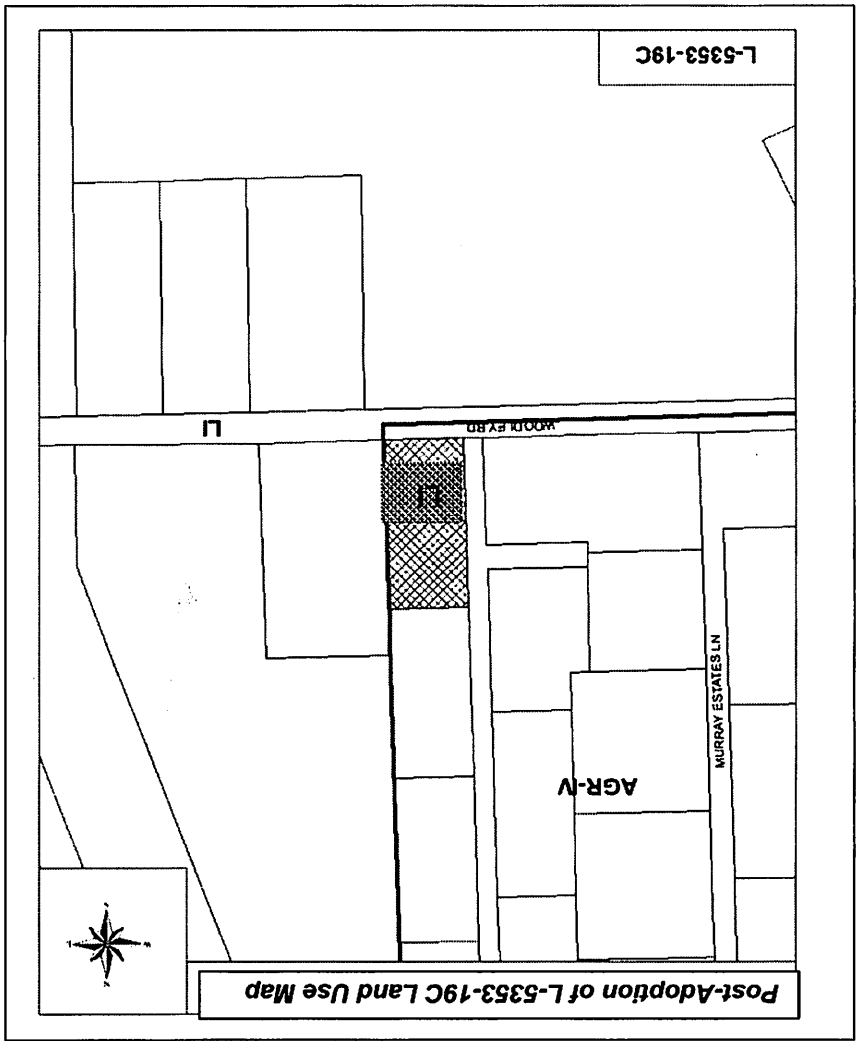 Post-Adoption of L-5353-19C Land Use Map
AGR-IV
MURRAY ESTATES LN
LI
WOODLEY RD
LI
L-5353-19C